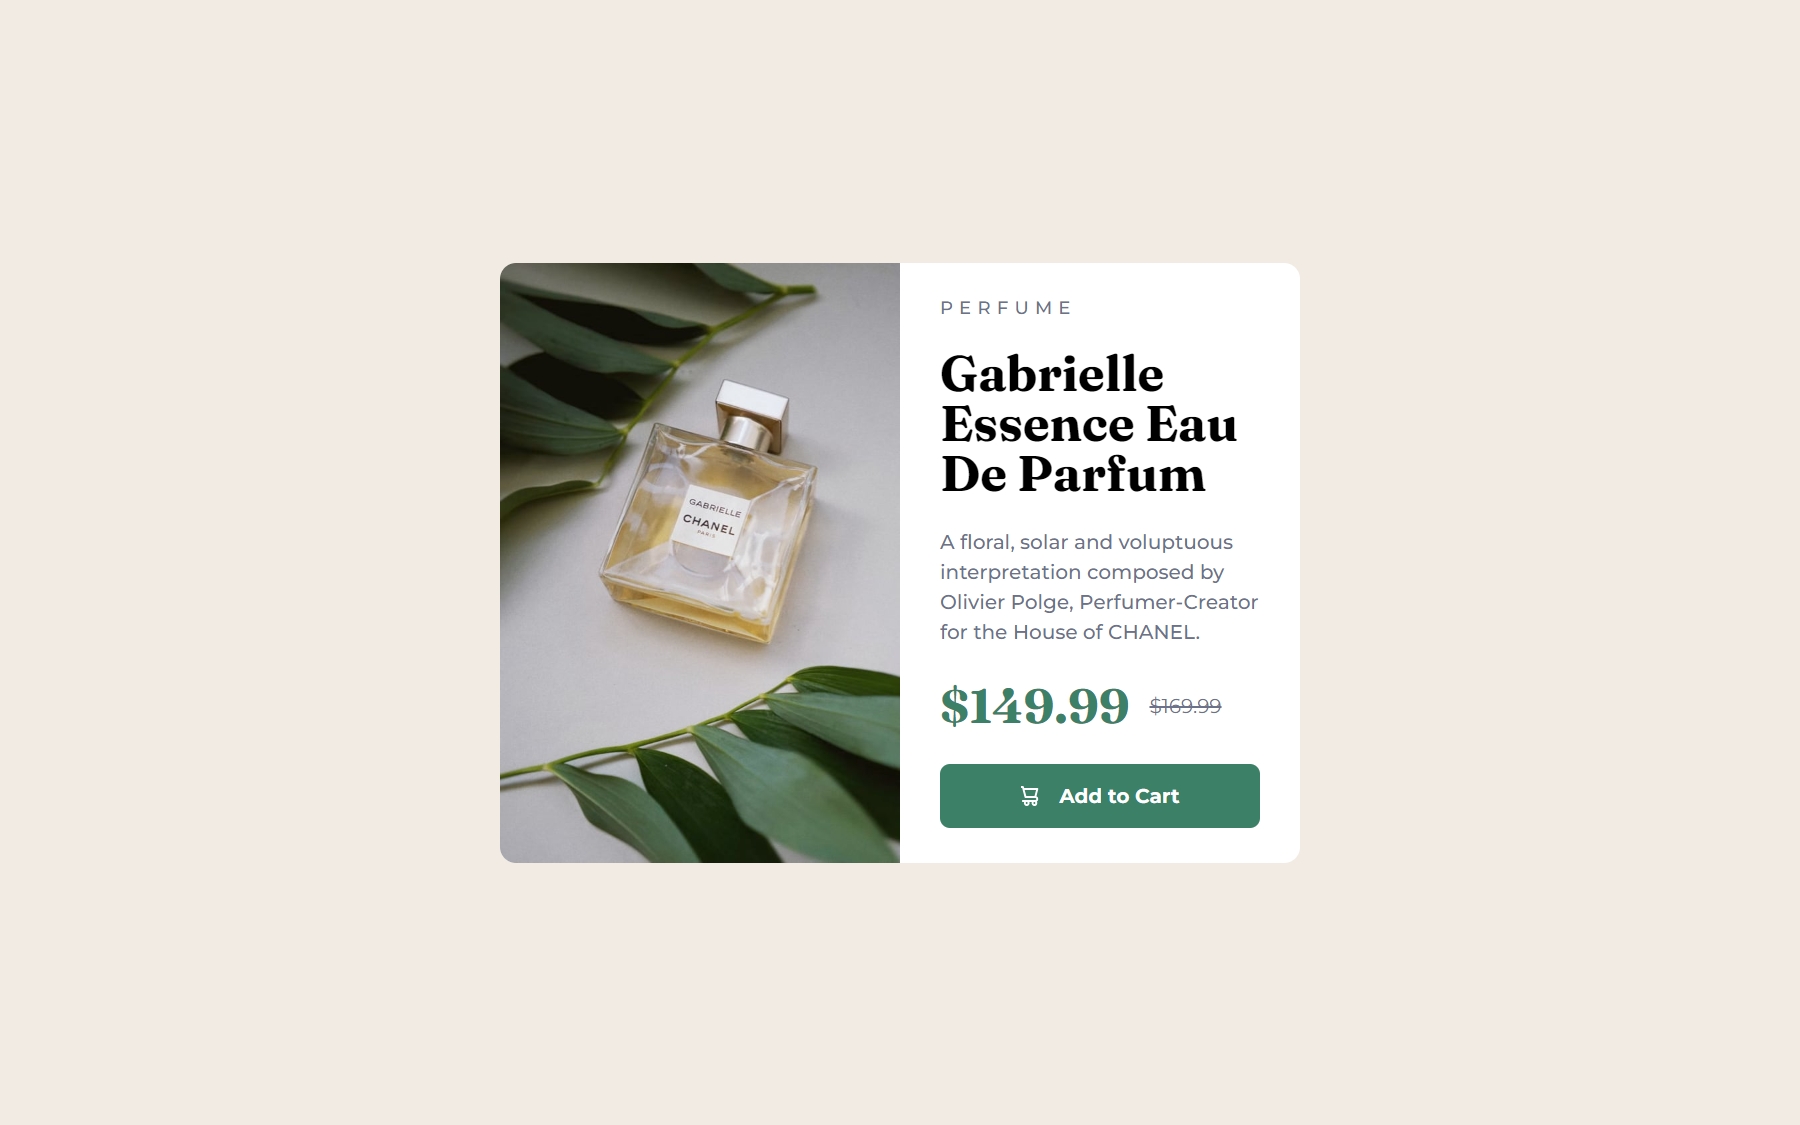 GABRIELLE
CHANEL
PARIS
PERFUME
Gabrielle
Essence Eau
De Parfum
A floral, solar and voluptuous
interpretation composed by
Olivier Polge, Perfumer-Creator
for the House of CHANEL.
$149.99 $169.99
Add to Cart